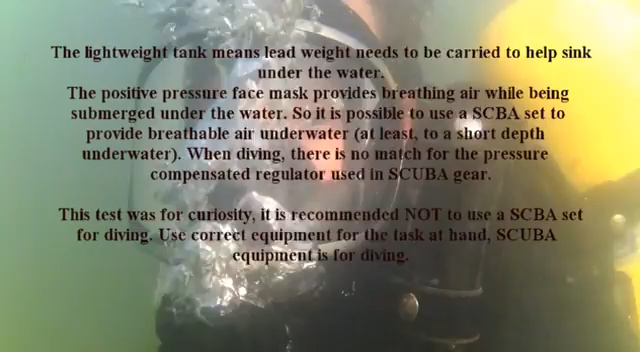 The lightweight tank means lead weight needs to be carried to help sink
under the water.
The positive pressure face mask provides breathing air while being
submerged under the water. So it is possible to use a SCBA set to
provide breathable air underwater (at least, to a short depth
underwater). When diving, there is no match for the pressure
compensated regulator used in SCUBA gear.
This test was for curiosity, it is recommended NOT to use a SCBA set
for diving. Use correct equipment for the task at hand, SCUBA
equipment is for diving.